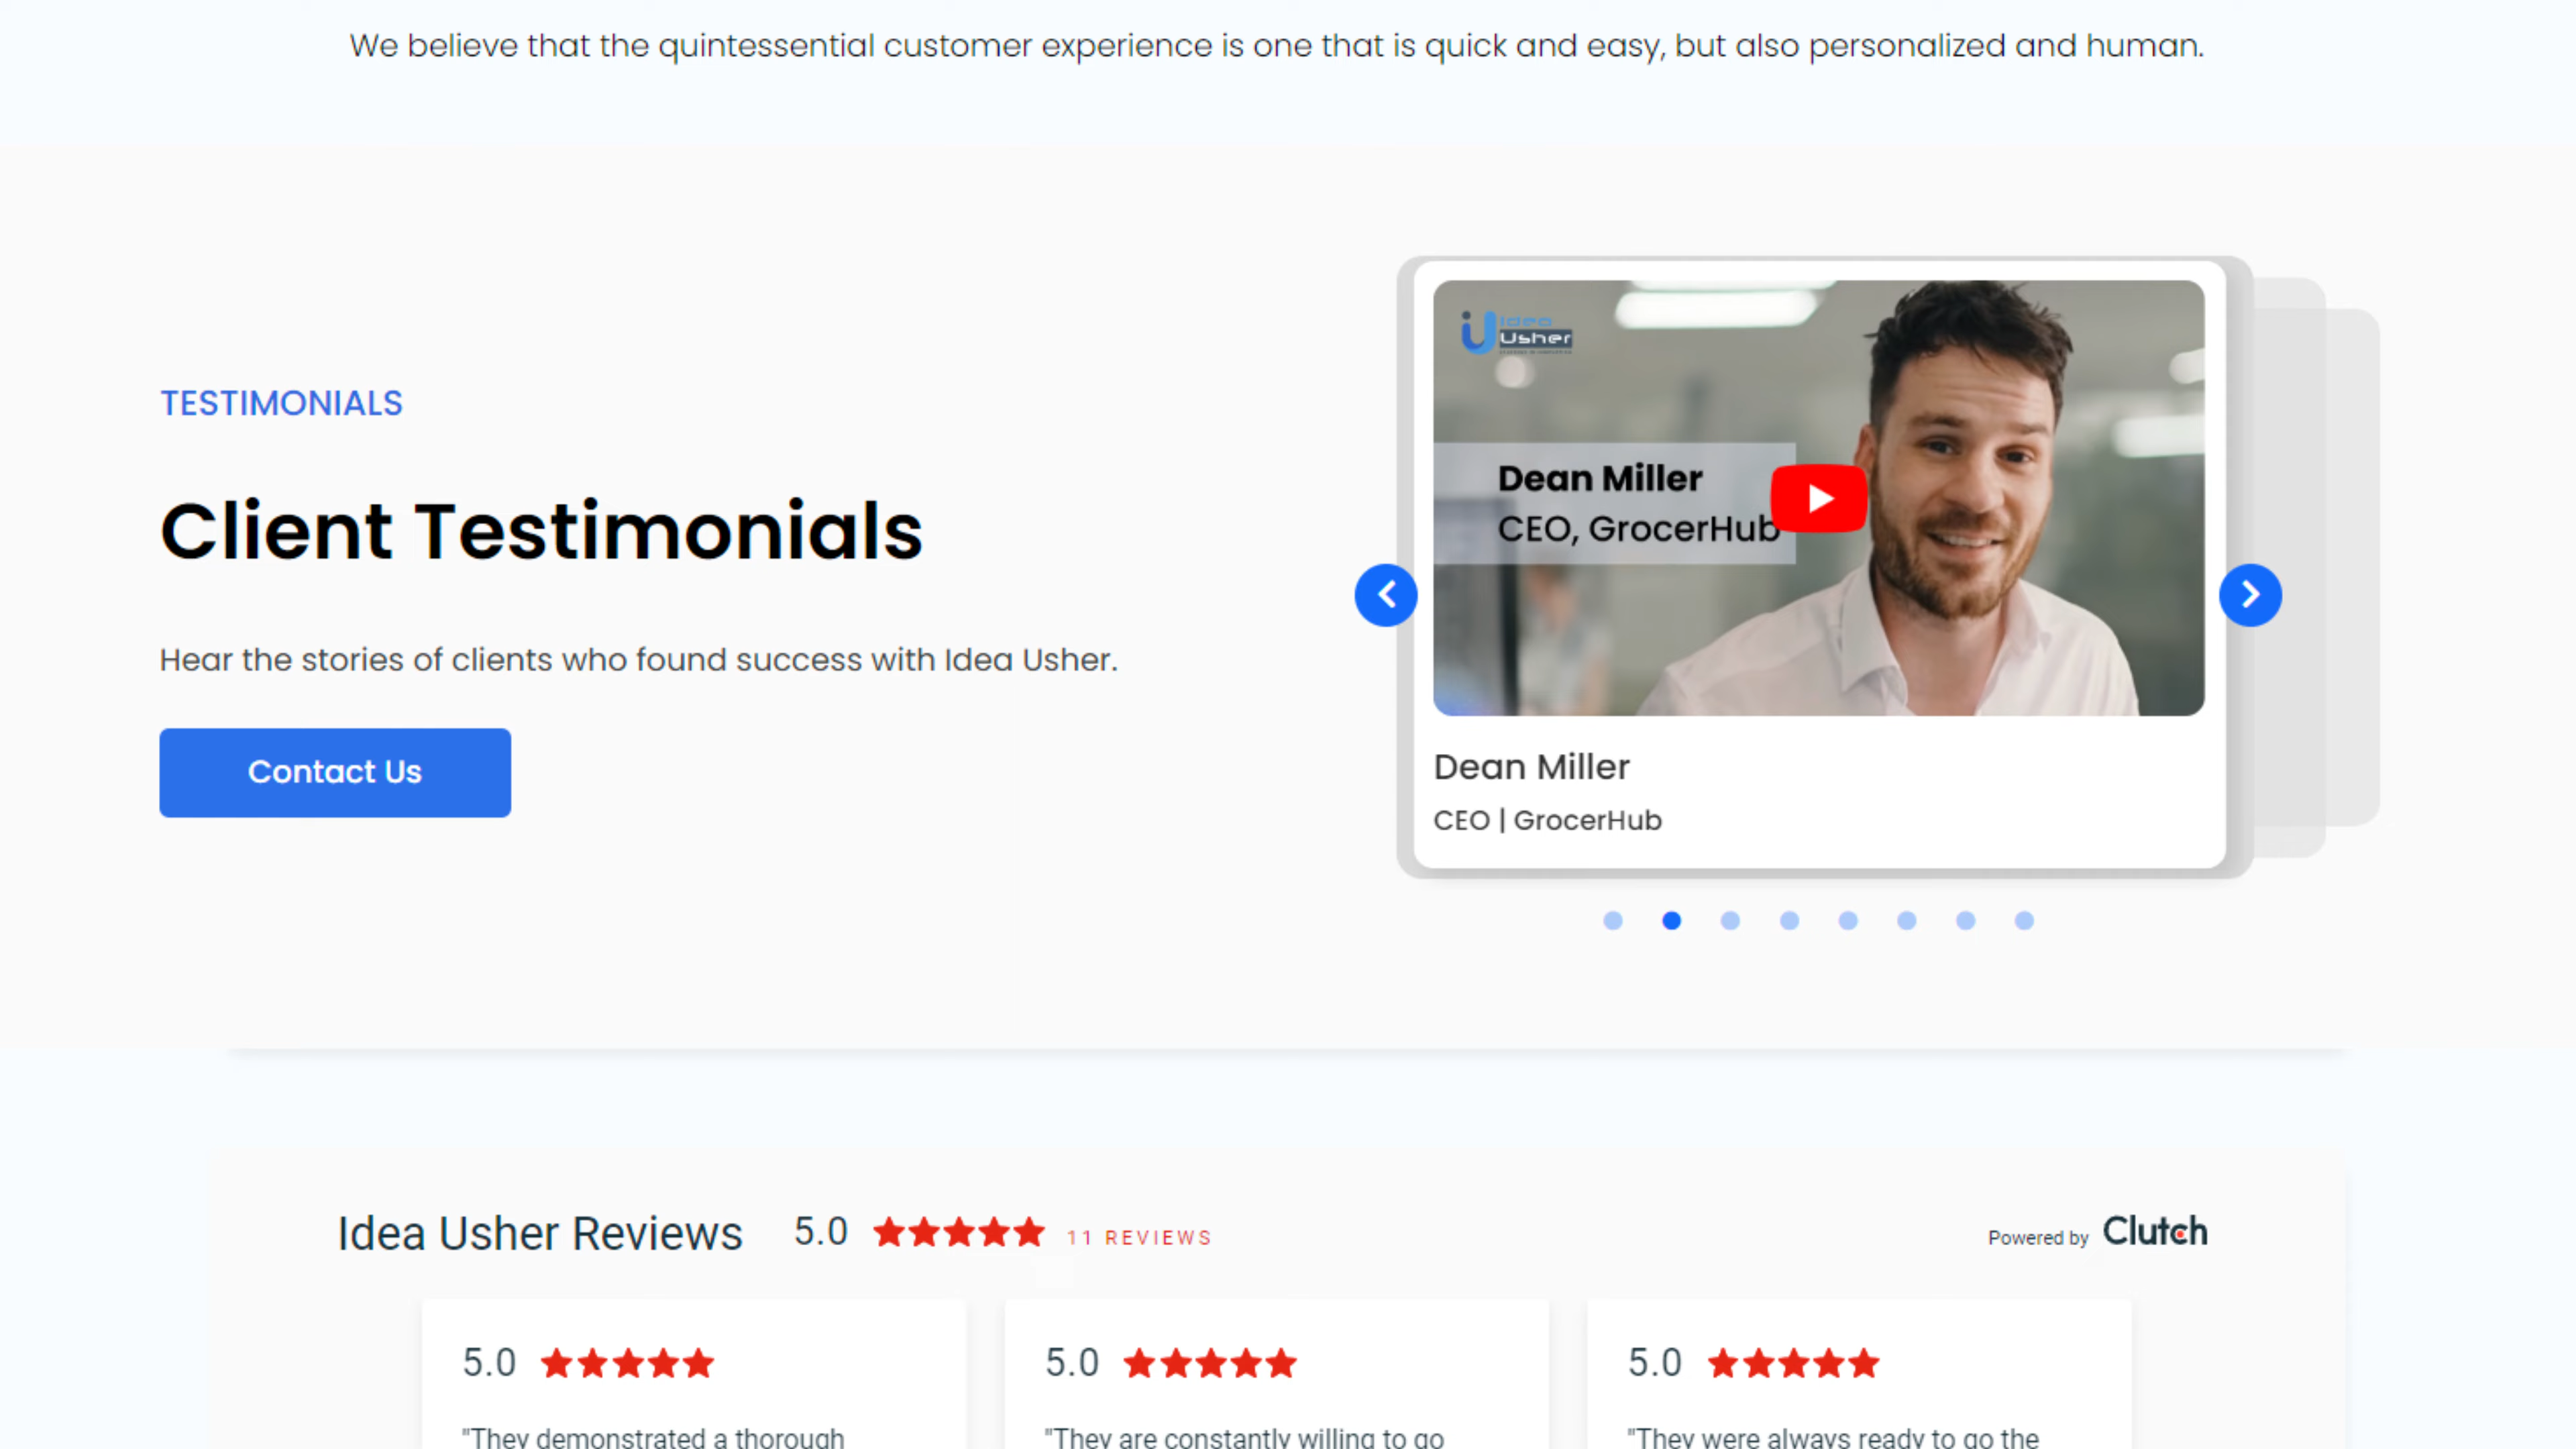 We believe that the quintessential customer experience is one that is quick and easy, but also personalized and human.
TESTIMONIALS
Client Testimonials
Hear the stories of clients who found success with Idea Usher.
Contact Us
Idea
Usher
Dean Miller
CEO, GrocerHub
Dean Miller
CEO | GrocerHub
Idea Usher Reviews 5.0 11 REVIEWS
Powered by Clutch
5.0
"They demonstrated a thorough
5.0
"They are constantly willing to go
5.0
"They were always ready to go the